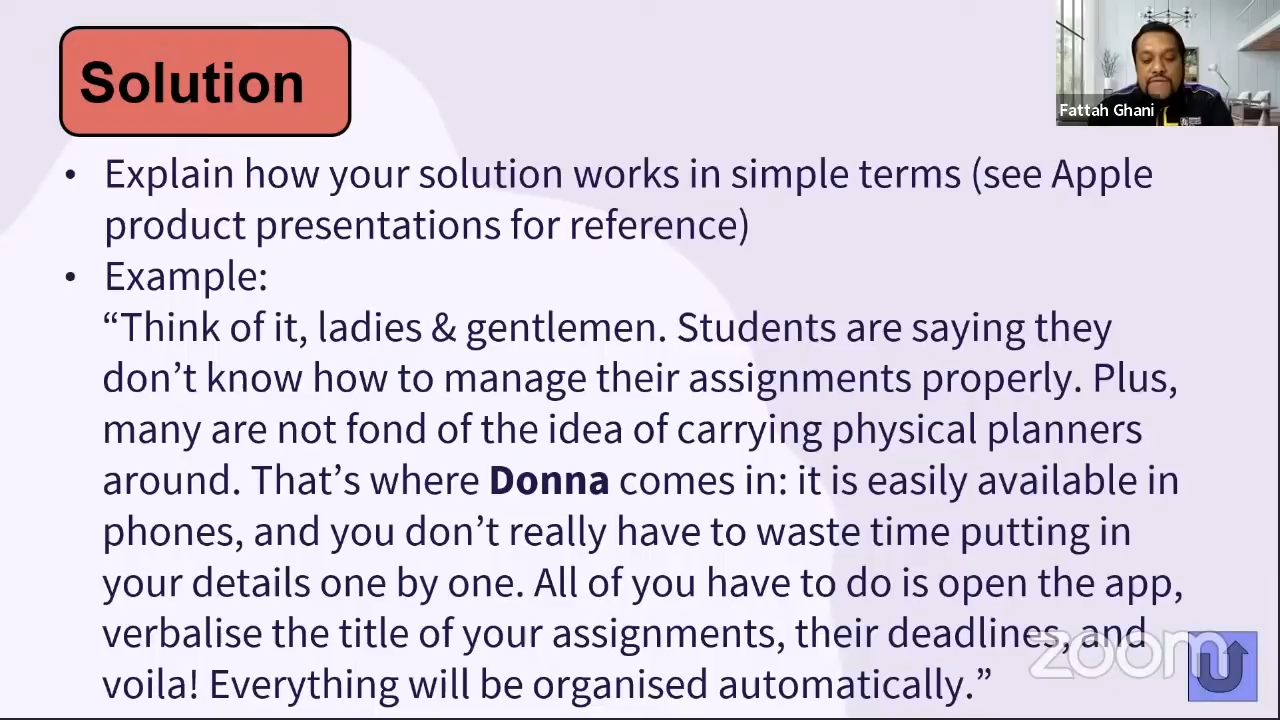 Solution
Fattah Ghani
• Explain how your solution works in simple terms (see Apple
product presentations for reference)
• Example:
“Think of it, ladies & gentlemen. Students are saying they
don’t know how to manage their assignments properly. Plus,
many are not fond of the idea of carrying physical planners
around. That’s where Donna comes in: it is easily available in
phones, and you don’t really have to waste time putting in
your details one by one. All of you have to do is open the app,
verbalise the title of your assignments, their deadlines, and
voila! Everything will be organised automatically.”
zoom